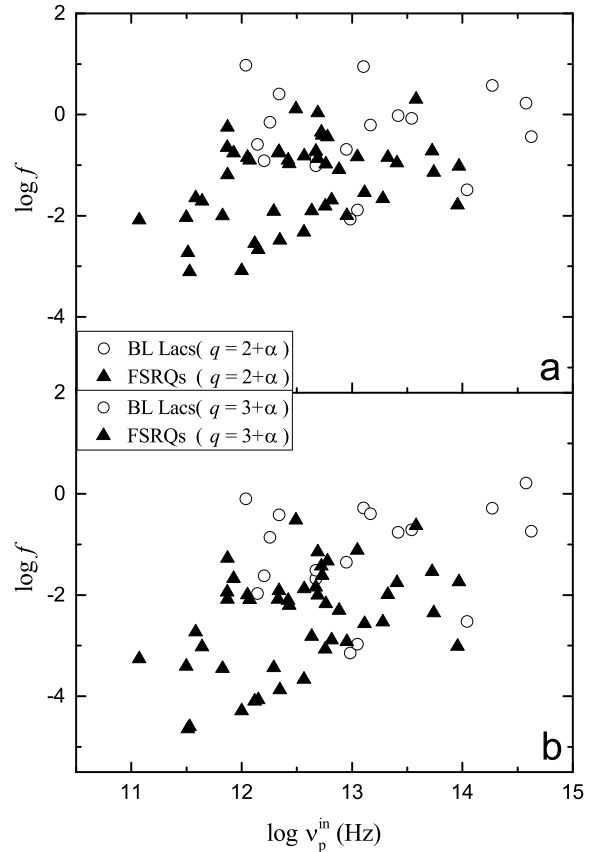 2
0
-2
-4
log f
BL Lacs( q = 2+α )
FSRQs ( q = 2+α )
a
2
BL Lacs( q = 3+α )
FSRQs ( q = 3+α )
0
-2
-4
log f
b
11 12 13 14 15
log ν_p^in (Hz)